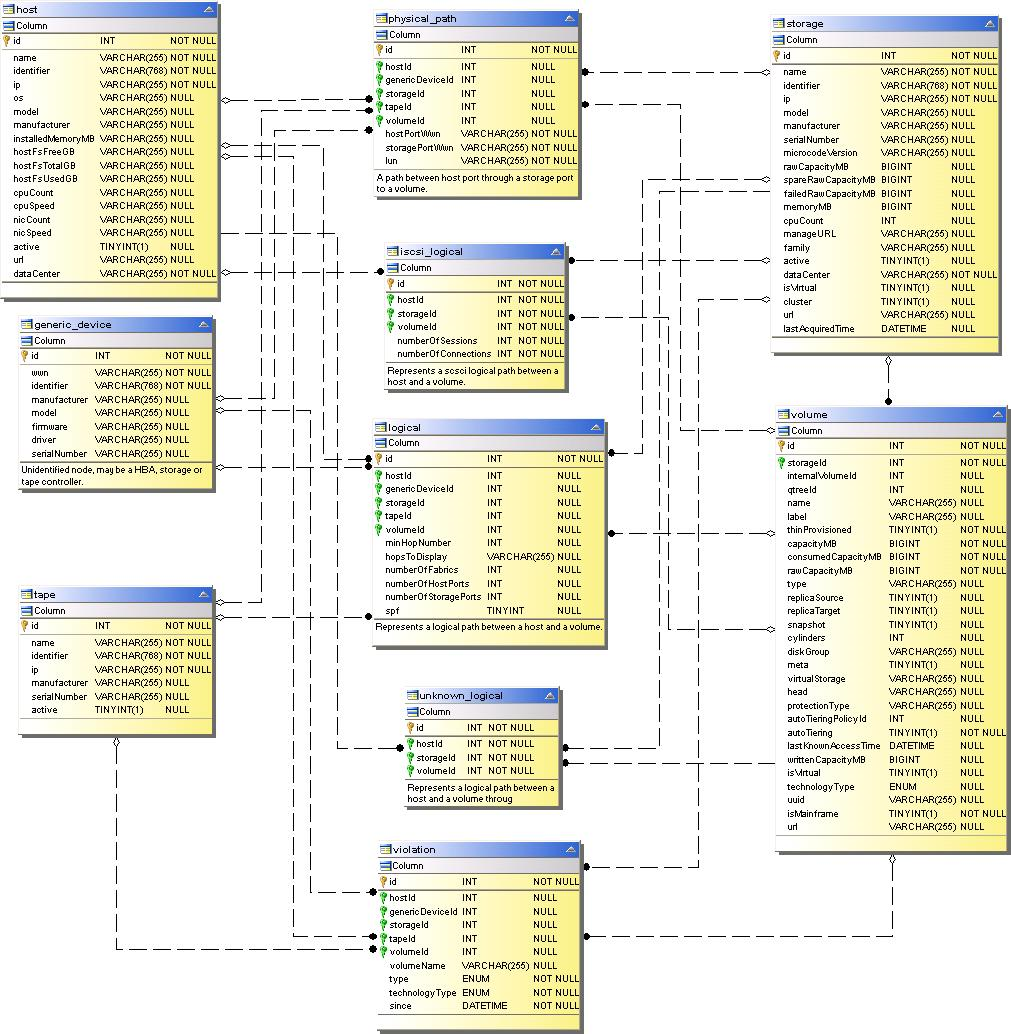 host
Column
id INT NOT NULL
name VARCHAR(255) NOT NULL
identifier VARCHAR(768) NOT NULL
ip VARCHAR(255) NOT NULL
os VARCHAR(255) NULL
model VARCHAR(255) NULL
manufacturer VARCHAR(255) NULL
installedMemoryMB VARCHAR(255) NULL
hostFsFreeGB VARCHAR(255) NULL
hostFsTotalGB VARCHAR(255) NULL
hostFsUsedGB VARCHAR(255) NULL
cpuCount VARCHAR(255) NULL
cpuSpeed VARCHAR(255) NULL
nicCount VARCHAR(255) NULL
nicSpeed VARCHAR(255) NULL
active TINYINT(1) NULL
url VARCHAR(255) NULL
dataCenter VARCHAR(255) NOT NULL
generic_device
Column
id INT NOT NULL
wwn VARCHAR(255) NOT NULL
identifier VARCHAR(768) NOT NULL
manufacturer VARCHAR(255) NULL
model VARCHAR(255) NULL
firmware VARCHAR(255) NULL
driver VARCHAR(255) NULL
serialNumber VARCHAR(255) NULL
Unidentified node, may be a HBA, storage or
tape controller.
tape
Column
id INT NOT NULL
name VARCHAR(255) NULL
identifier VARCHAR(768) NOT NULL
ip VARCHAR(255) NOT NULL
manufacturer VARCHAR(255) NULL
serialNumber VARCHAR(255) NULL
active TINYINT(1) NULL
physical_path
Column
id INT NOT NULL
hostId INT NULL
genericDeviceId INT NULL
storageId INT NULL
tapeId INT NULL
volumeId INT NULL
hostPortWwn VARCHAR(255) NOT NULL
storagePortWwn VARCHAR(255) NOT NULL
lun VARCHAR(255) NOT NULL
A path between host port through a storage port
to a volume.
iscsi_logical
Column
id INT NOT NULL
hostId INT NOT NULL
storageId INT NOT NULL
volumeId INT NOT NULL
numberOfSessions INT NOT NULL
numberOfConnections INT NOT NULL
Represents a scsci logical path between a
host and a volume.
logical
Column
id INT NOT NULL
hostId INT NULL
genericDeviceId INT NULL
storageId INT NULL
tapeId INT NULL
volumeId INT NULL
minHopNumber INT NULL
hopsToDisplay VARCHAR(255) NULL
numberOfFabrics INT NULL
numberOfHostPorts INT NULL
numberOfStoragePorts INT NULL
spf TINYINT NULL
Represents a logical path between a host and a volume.
unknown_logical
Column
id INT NOT NULL
hostId INT NOT NULL
storageId INT NOT NULL
volumeId INT NOT NULL
Represents a logical path between a
host and a volume throug
violation
Column
id INT NOT NULL
hostId INT NULL
genericDeviceId INT NULL
storageId INT NULL
tapeId INT NULL
volumeId INT NULL
volumeName VARCHAR(255) NULL
type ENUM NOT NULL
technologyType ENUM NOT NULL
since DATETIME NOT NULL
storage
Column
id INT NOT NULL
name VARCHAR(255) NOT NULL
identifier VARCHAR(768) NOT NULL
ip VARCHAR(255) NOT NULL
model VARCHAR(255) NULL
manufacturer VARCHAR(255) NULL
serialNumber VARCHAR(255) NULL
microcodeVersion VARCHAR(255) NULL
rawCapacityMB BIGINT NULL
spareRawCapacityMB BIGINT NULL
failedRawCapacityMB BIGINT NULL
memoryMB BIGINT NULL
cpuCount INT NULL
manageURL VARCHAR(255) NULL
family VARCHAR(255) NULL
active TINYINT(1) NULL
dataCenter VARCHAR(255) NOT NULL
isVirtual TINYINT(1) NULL
cluster TINYINT(1) NULL
url VARCHAR(255) NULL
lastAcquiredTime DATETIME NULL
volume
Column
id INT NOT NULL
storageId INT NOT NULL
internalVolumeId INT NULL
qtreeId INT NULL
name VARCHAR(255) NULL
label VARCHAR(255) NULL
thinProvisioned TINYINT(1) NOT NULL
capacityMB BIGINT NOT NULL
consumedCapacityMB BIGINT NOT NULL
rawCapacityMB BIGINT NOT NULL
type VARCHAR(255) NULL
replicaSource TINYINT(1) NULL
replicaTarget TINYINT(1) NULL
snapshot TINYINT(1) NULL
cylinders INT NULL
diskGroup VARCHAR(255) NULL
meta TINYINT(1) NULL
virtualStorage VARCHAR(255) NULL
head VARCHAR(255) NULL
protectionType VARCHAR(255) NULL
autoTieringPolicyId INT NULL
autoTiering TINYINT(1) NOT NULL
lastKnownAccessTime DATETIME NULL
writtenCapacityMB BIGINT NULL
isVirtual TINYINT(1) NULL
technologyType ENUM NULL
uuid VARCHAR(255) NULL
isMainframe TINYINT(1) NOT NULL
url VARCHAR(255) NULL